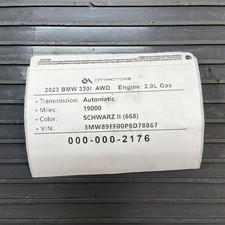 CITYMOTORS
2023 BMW 330I AWD Engine: 2.0L Gas
• Transmission: Automatic
• Miles: 19000
• Color: SCHWARZ II (668)
• VIN: 3MW89FF00P8D78867
000-000-2176